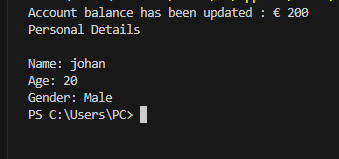 Account balance has been updated : € 200
Personal Details
Name: johan
Age: 20
Gender: Male
PS C:\Users\PC>